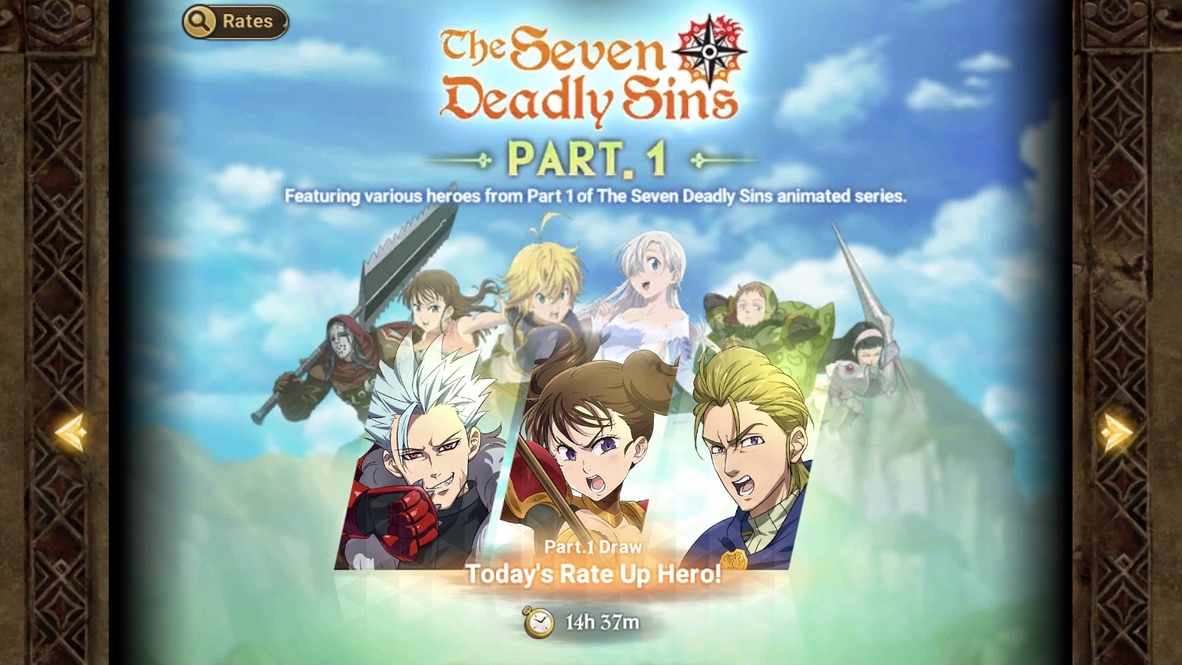 Rates
The Seven
Deadly Sins
PART. 1
Featuring various heroes from Part 1 of The Seven Deadly Sins animated series.
Part.1 Draw
Today's Rate Up Hero!
14h 37m